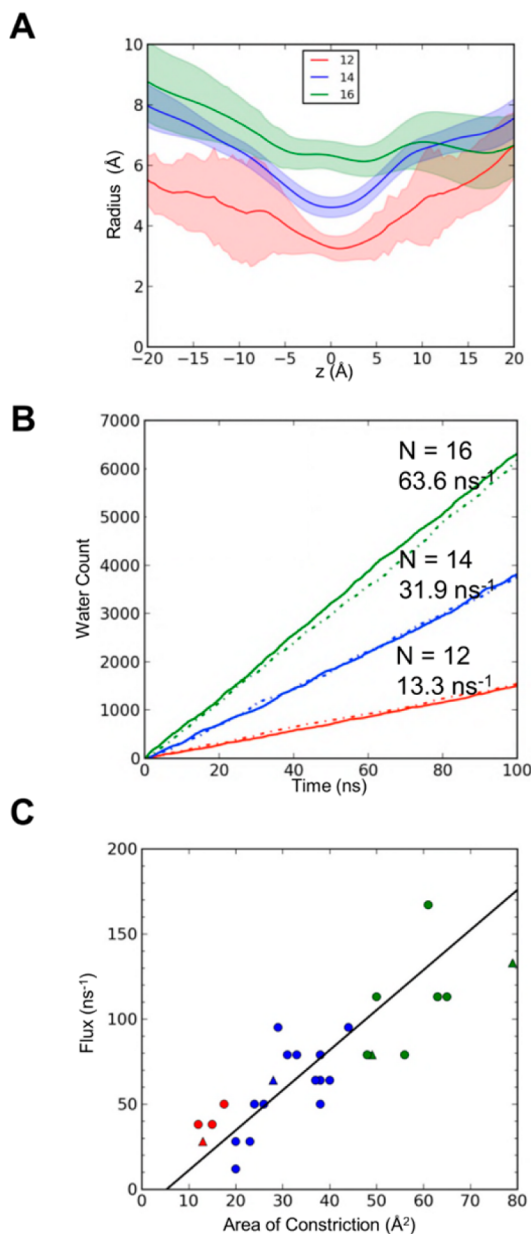 A
10
8
6
4
2
0
12
14
16
Radius (Å)
−20 −15 −10 −5 0 5 10 15 20
z (Å)
B
7000
6000
5000
4000
3000
2000
1000
0
N = 16
63.6 ns⁻¹
N = 14
31.9 ns⁻¹
N = 12
13.3 ns⁻¹
Water Count
0 20 40 60 80 100
Time (ns)
C
200
150
100
50
0
Flux (ns⁻¹)
0 10 20 30 40 50 60 70 80
Area of Constriction (Å²)